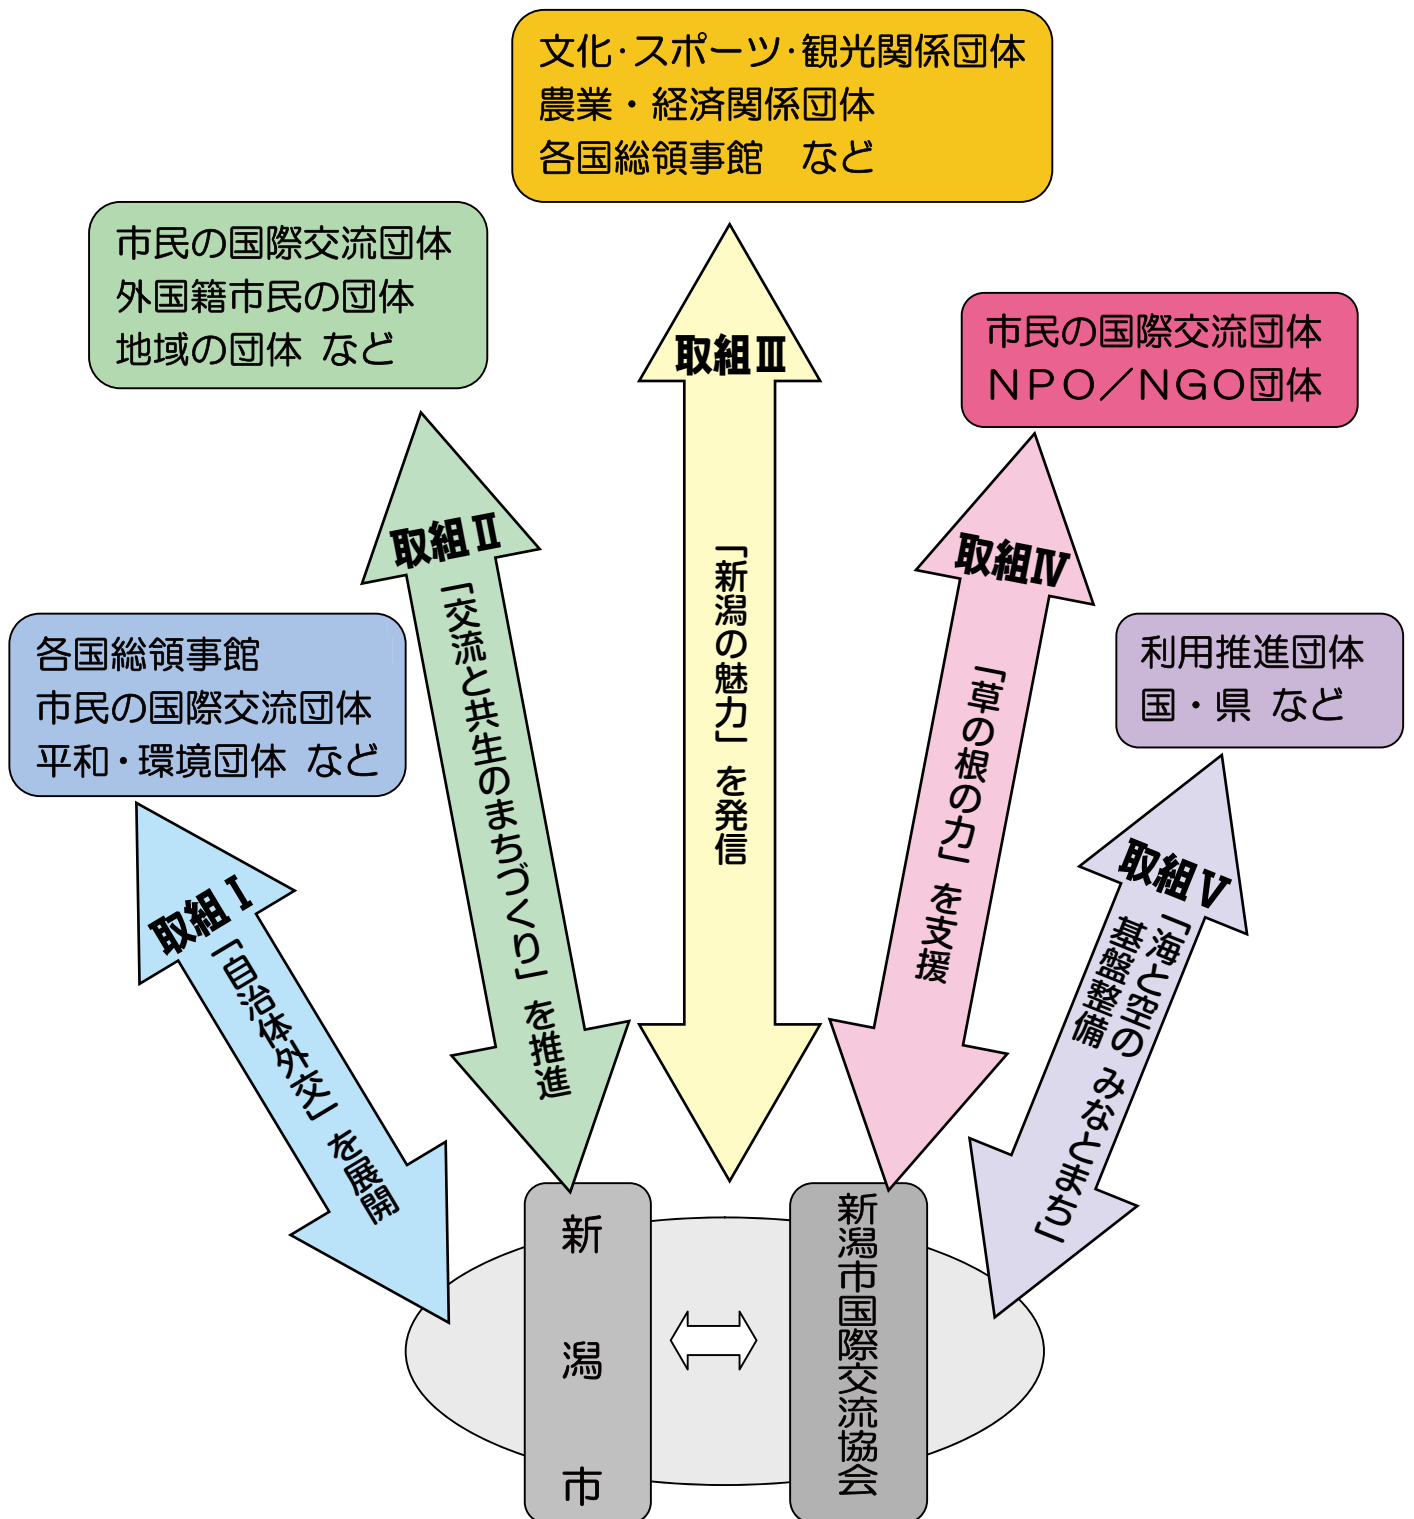 文化・スポーツ・観光関係団体
農業・経済関係団体
各国総領事館　など
市民の国際交流団体
外国籍市民の団体
地域の団体 など
市民の国際交流団体
ＮＰＯ／ＮＧＯ団体
各国総領事館
市民の国際交流団体
平和・環境団体 など
利用推進団体
国・県 など
取組Ⅰ
「自治体外交」を展開
取組Ⅱ
「交流と共生のまちづくり」を推進
取組Ⅲ
「新潟の魅力」を発信
取組Ⅳ
「草の根の力」を支援
取組Ⅴ
「海と空の みなとまち」
基盤整備
新潟市
新潟市国際交流協会